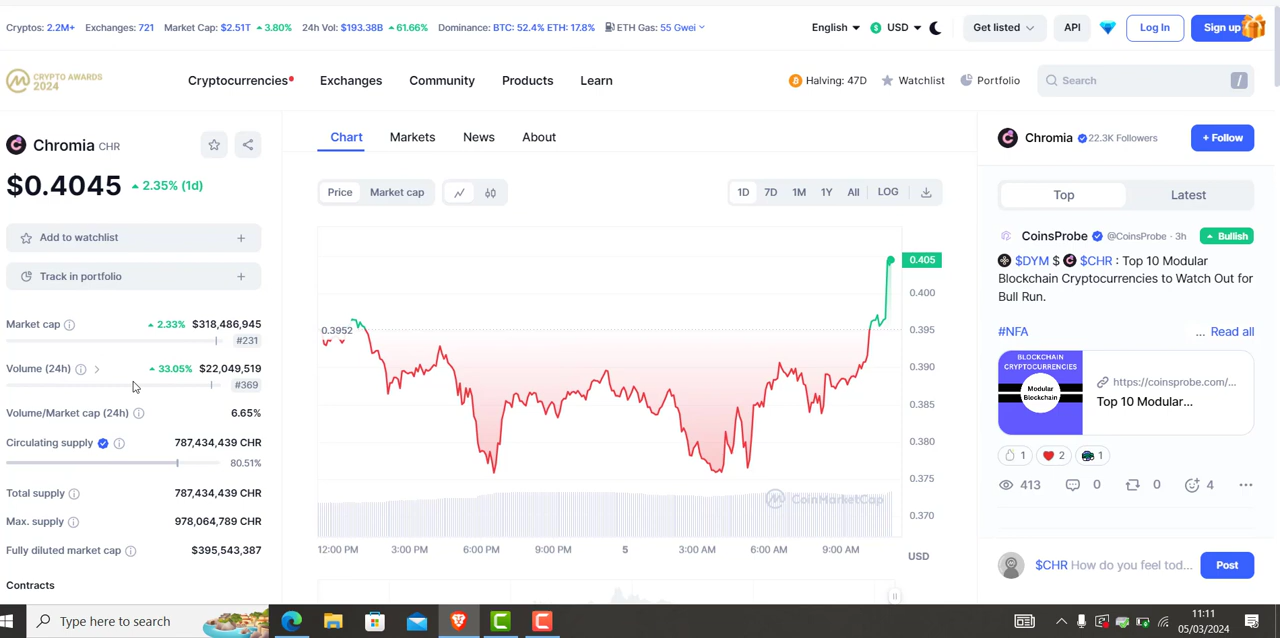 Cryptos: 2.2M+ Exchanges: 721 Market Cap: $2.51T 3.80% 24h Vol: $193.38B 61.66% Dominance: BTC: 52.4% ETH: 17.8% ETH Gas: 55 Gwei English USD Get listed API Log In Sign up
CRYPTO AWARDS
2024
Cryptocurrencies Exchanges Community Products Learn Halving: 47D Watchlist Portfolio Search /
Chromia CHR
$0.4045 2.35% (1d)
Add to watchlist +
Track in portfolio +
Market cap 2.33% $318,486,945
#231
Volume (24h) 33.05% $22,049,519
#369
Volume/Market cap (24h) 6.65%
Circulating supply 787,434,439 CHR
80.51%
Total supply 787,434,439 CHR
Max. supply 978,064,789 CHR
Fully diluted market cap $395,543,387
Contracts
Chart Markets News About
Price Market cap 1D 7D 1M 1Y All LOG
0.405
0.400
0.3952 0.395
0.390
0.385
0.380
0.375
CoinMarketCap
0.370
12:00 PM 3:00 PM 6:00 PM 9:00 PM 5 3:00 AM 6:00 AM 9:00 AM USD
Chromia 22.3K Followers + Follow
Top Latest
CoinsProbe @CoinsProbe · 3h Bullish
$DYM $ $CHR : Top 10 Modular
Blockchain Cryptocurrencies to Watch Out for
Bull Run.
#NFA ... Read all
BLOCKCHAIN
CRYPTOCURRENCIES
Modular
Blockchain
https://coinsprobe.com/...
Top 10 Modular...
1 2 1
413 0 0 4
$CHR How do you feel tod... Post
Type here to search
11:11
05/03/2024